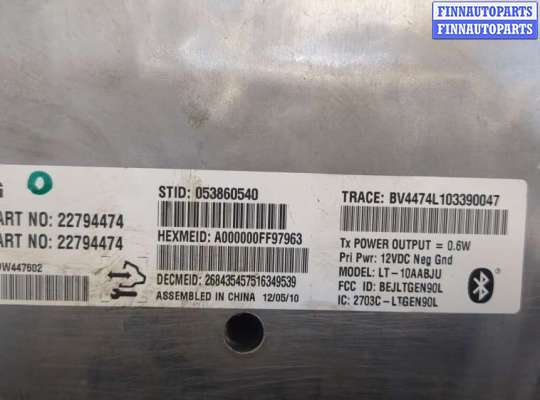 FINNAUTOPARTS
FINNAUTOPARTS
FINNAUTOPARTS
G
ART NO: 22794474
ART NO: 22794474
W447602
STID: 053860540
HEXMEID: A000000FF97963
DECMEID: 268435457516349539
ASSEMBLED IN CHINA 12/05/10
TRACE: BV4474L103390047
Tx POWER OUTPUT = 0.6W
Pri Pwr: 12VDC Neg Gnd
MODEL: LT-10AABJU
FCC ID: BEJLTGEN90L
IC: 2703C-LTGEN90L